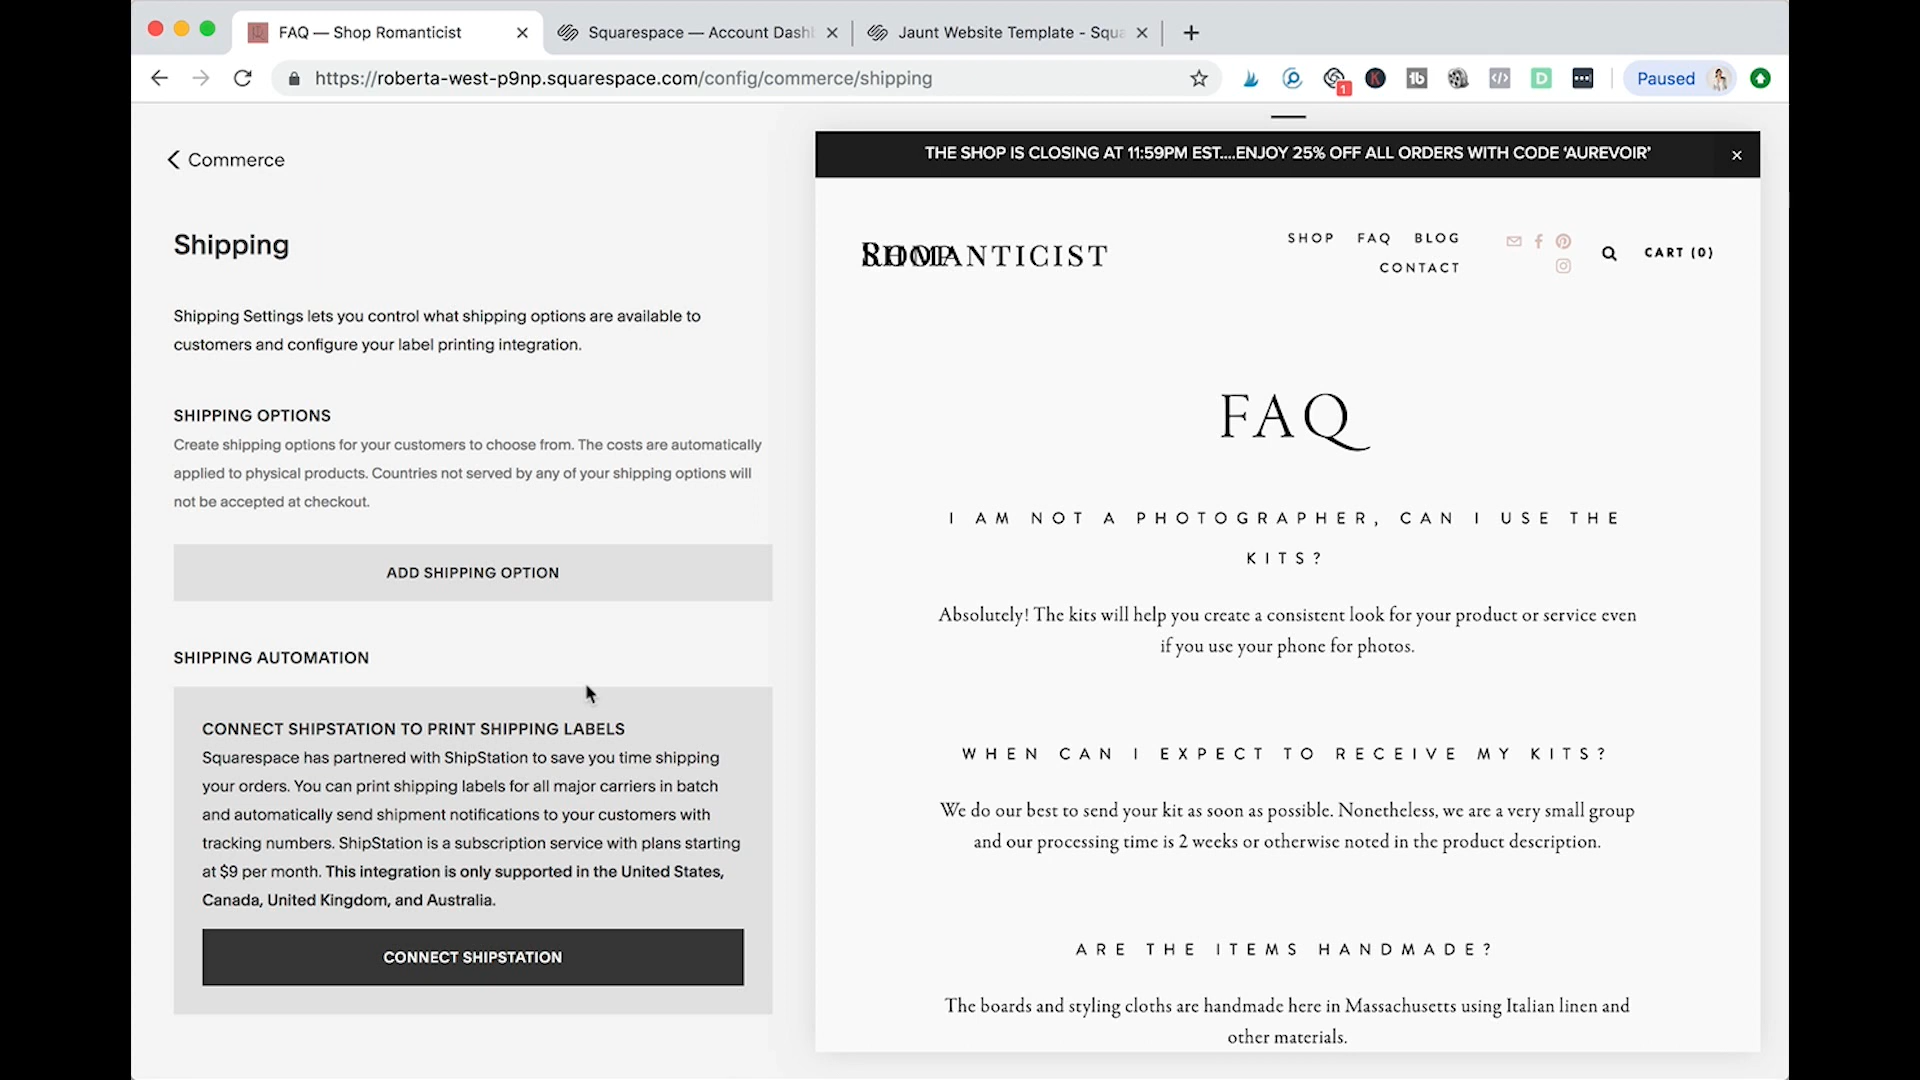 FAQ — Shop Romanticist
Squarespace — Account Dash
Jaunt Website Template - Squa
https://roberta-west-p9np.squarespace.com/config/commerce/shipping
1
K
tb
</>
D
Paused
Commerce
Shipping
Shipping Settings lets you control what shipping options are available to
customers and configure your label printing integration.
SHIPPING OPTIONS
Create shipping options for your customers to choose from. The costs are automatically
applied to physical products. Countries not served by any of your shipping options will
not be accepted at checkout.
ADD SHIPPING OPTION
SHIPPING AUTOMATION
CONNECT SHIPSTATION TO PRINT SHIPPING LABELS
Squarespace has partnered with ShipStation to save you time shipping
your orders. You can print shipping labels for all major carriers in batch
and automatically send shipment notifications to your customers with
tracking numbers. ShipStation is a subscription service with plans starting
at $9 per month. This integration is only supported in the United States,
Canada, United Kingdom, and Australia.
CONNECT SHIPSTATION
THE SHOP IS CLOSING AT 11:59PM EST....ENJOY 25% OFF ALL ORDERS WITH CODE ‘AUREVOIR’
SHOP
ROMANTICIST
SHOP FAQ BLOG
CONTACT
CART (0)
FAQ
I AM NOT A PHOTOGRAPHER, CAN I USE THE
KITS?
Absolutely! The kits will help you create a consistent look for your product or service even
if you use your phone for photos.
WHEN CAN I EXPECT TO RECEIVE MY KITS?
We do our best to send your kit as soon as possible. Nonetheless, we are a very small group
and our processing time is 2 weeks or otherwise noted in the product description.
ARE THE ITEMS HANDMADE?
The boards and styling cloths are handmade here in Massachusetts using Italian linen and
other materials.